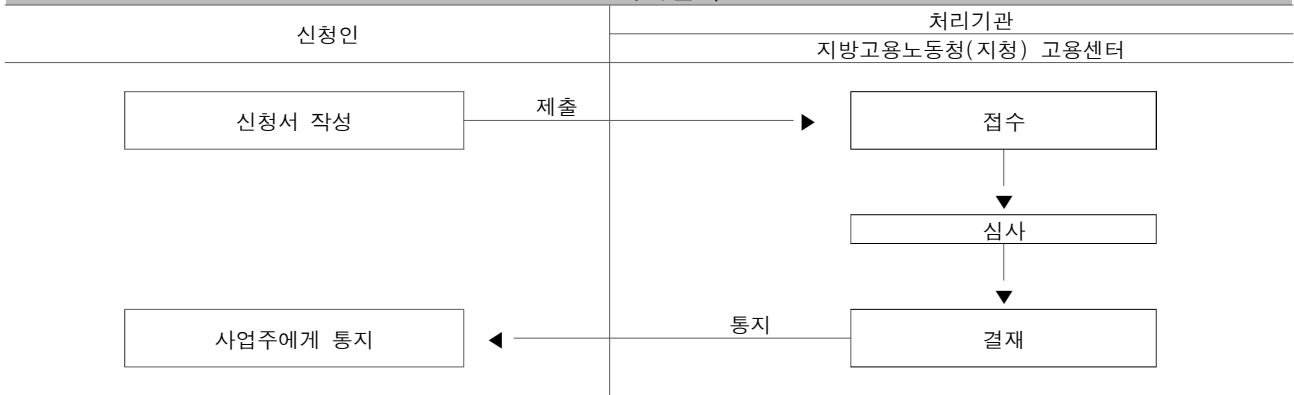 신청인
처리기관
지방고용노동청(지청) 고용센터
신청서 작성
제출
접수
심사
사업주에게 통지
통지
결재